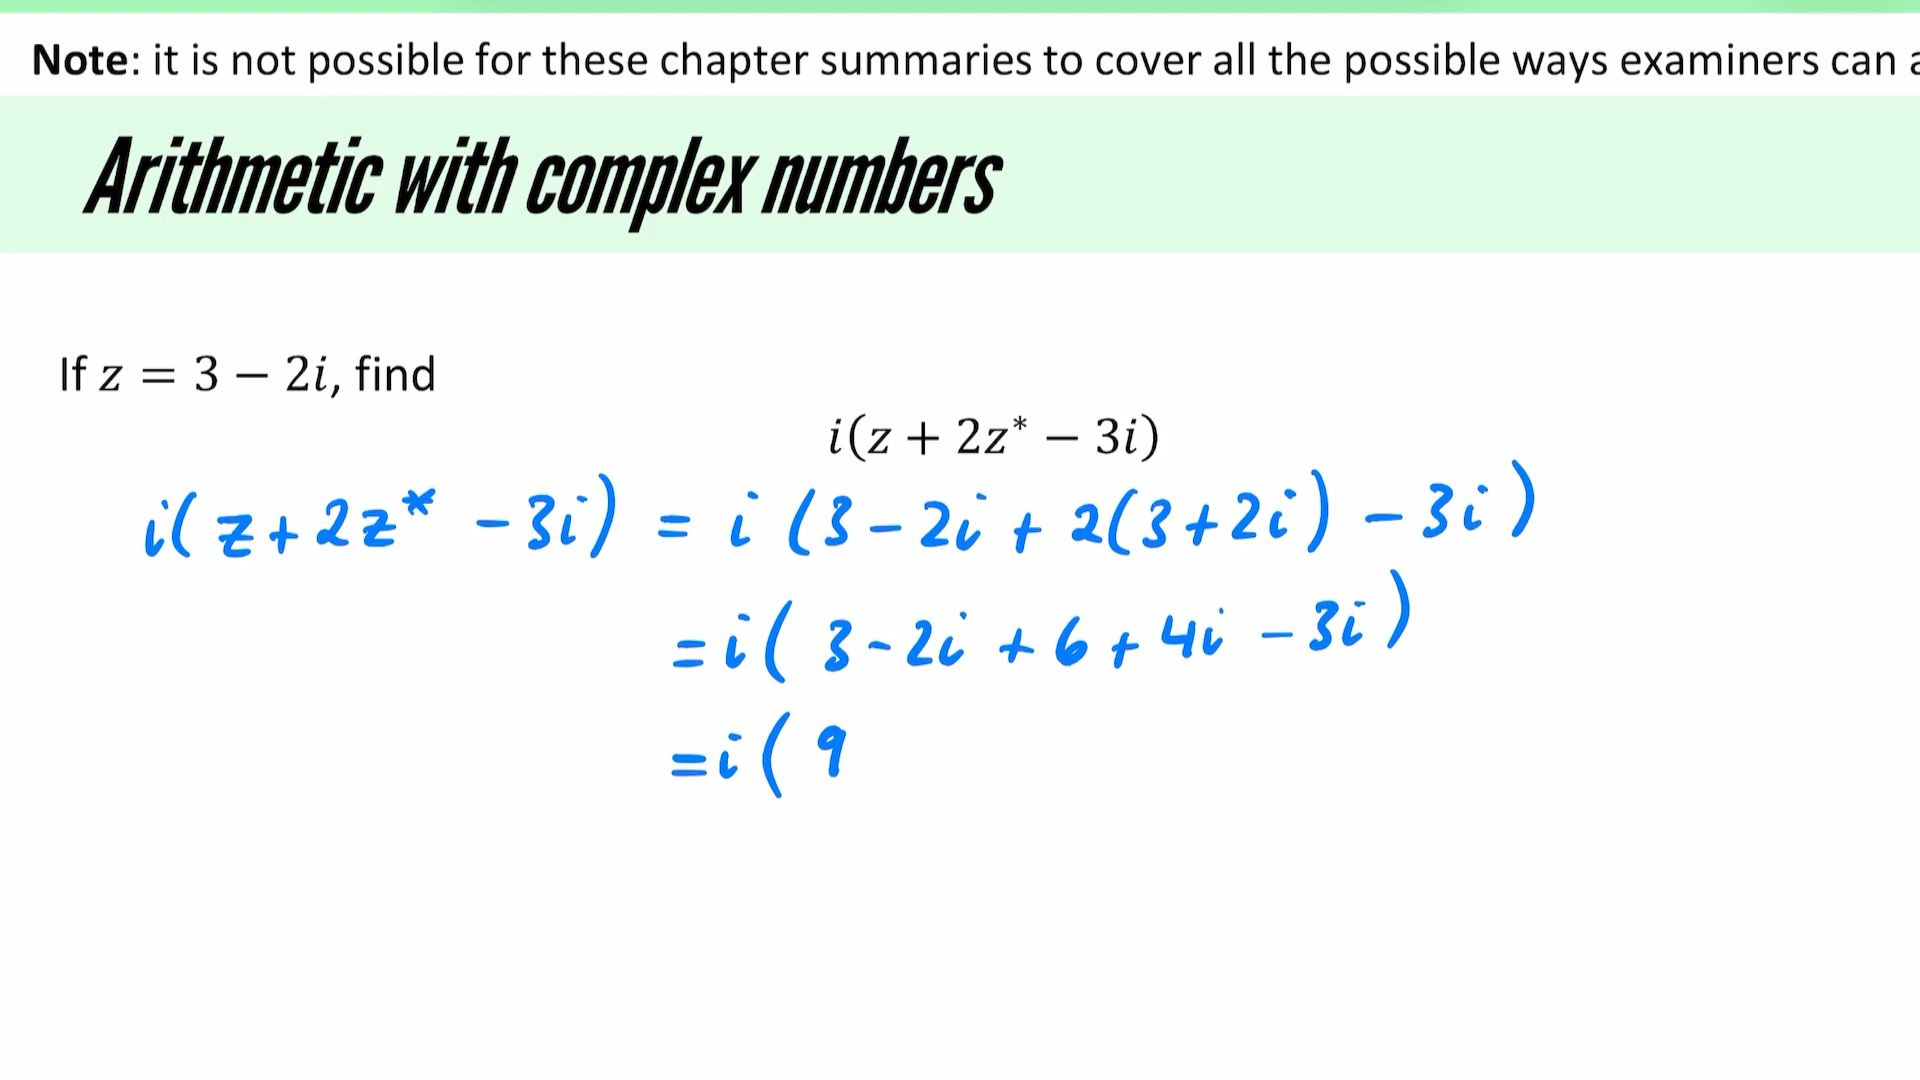 Note: it is not possible for these chapter summaries to cover all the possible ways examiners can
Arithmetic with complex numbers
If z = 3 − 2i, find
i(z + 2z* − 3i)
i(z+2z* -3i) = i (3-2i + 2(3+2i) -3i)
=i( 3-2i +6+4i -3i)
=i( 9